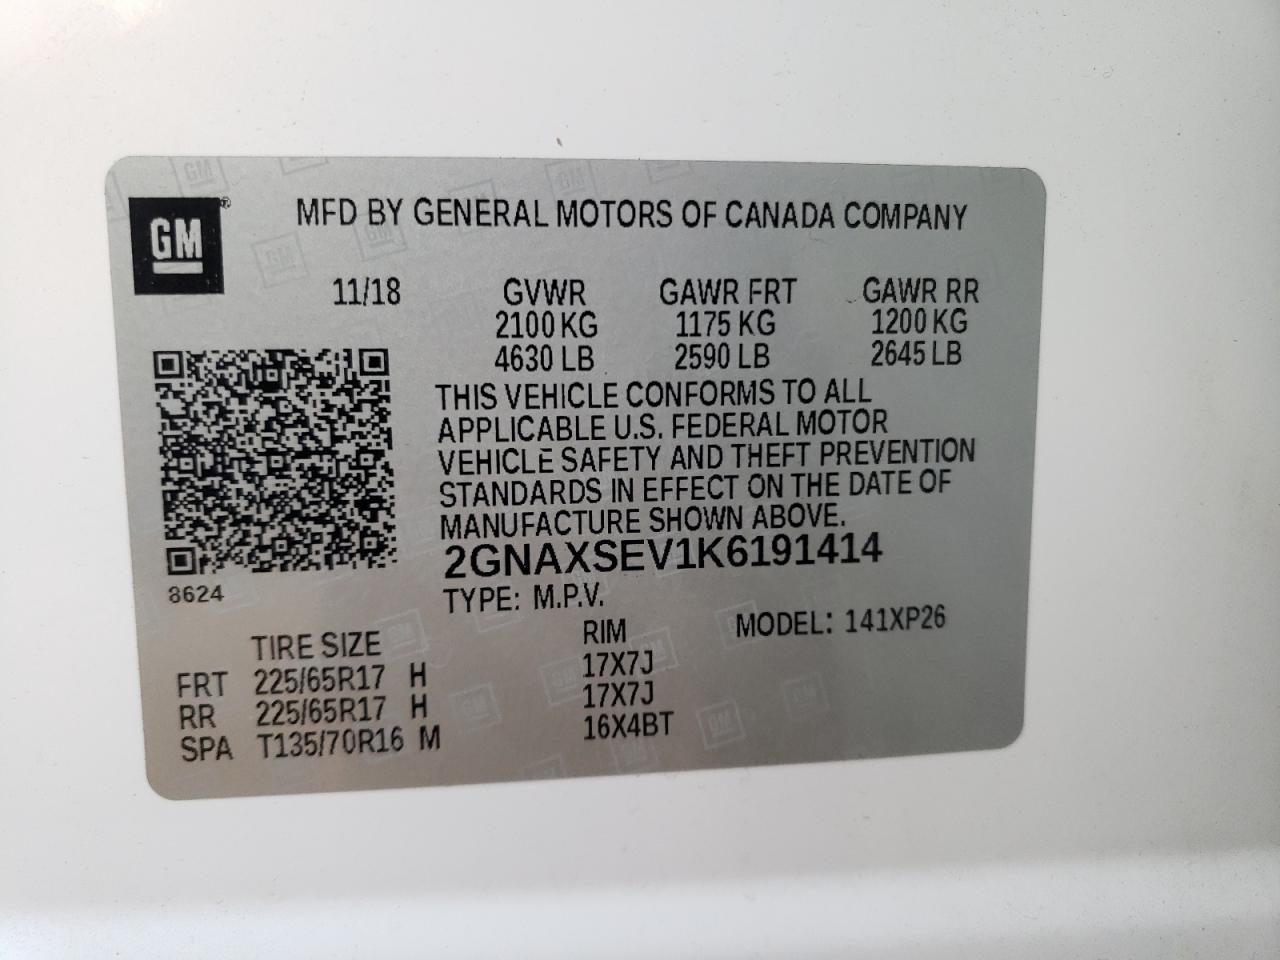 GM®
MFD BY GENERAL MOTORS OF CANADA COMPANY
11/18 GVWR GAWR FRT GAWR RR
2100 KG 1175 KG 1200 KG
4630 LB 2590 LB 2645 LB
THIS VEHICLE CONFORMS TO ALL
APPLICABLE U.S. FEDERAL MOTOR
VEHICLE SAFETY AND THEFT PREVENTION
STANDARDS IN EFFECT ON THE DATE OF
MANUFACTURE SHOWN ABOVE.
2GNAXSEV1K6191414
8624
TYPE: M.P.V.
TIRE SIZE RIM MODEL: 141XP26
FRT 225/65R17 H 17X7J
RR 225/65R17 H 17X7J
SPA T135/70R16 M 16X4BT